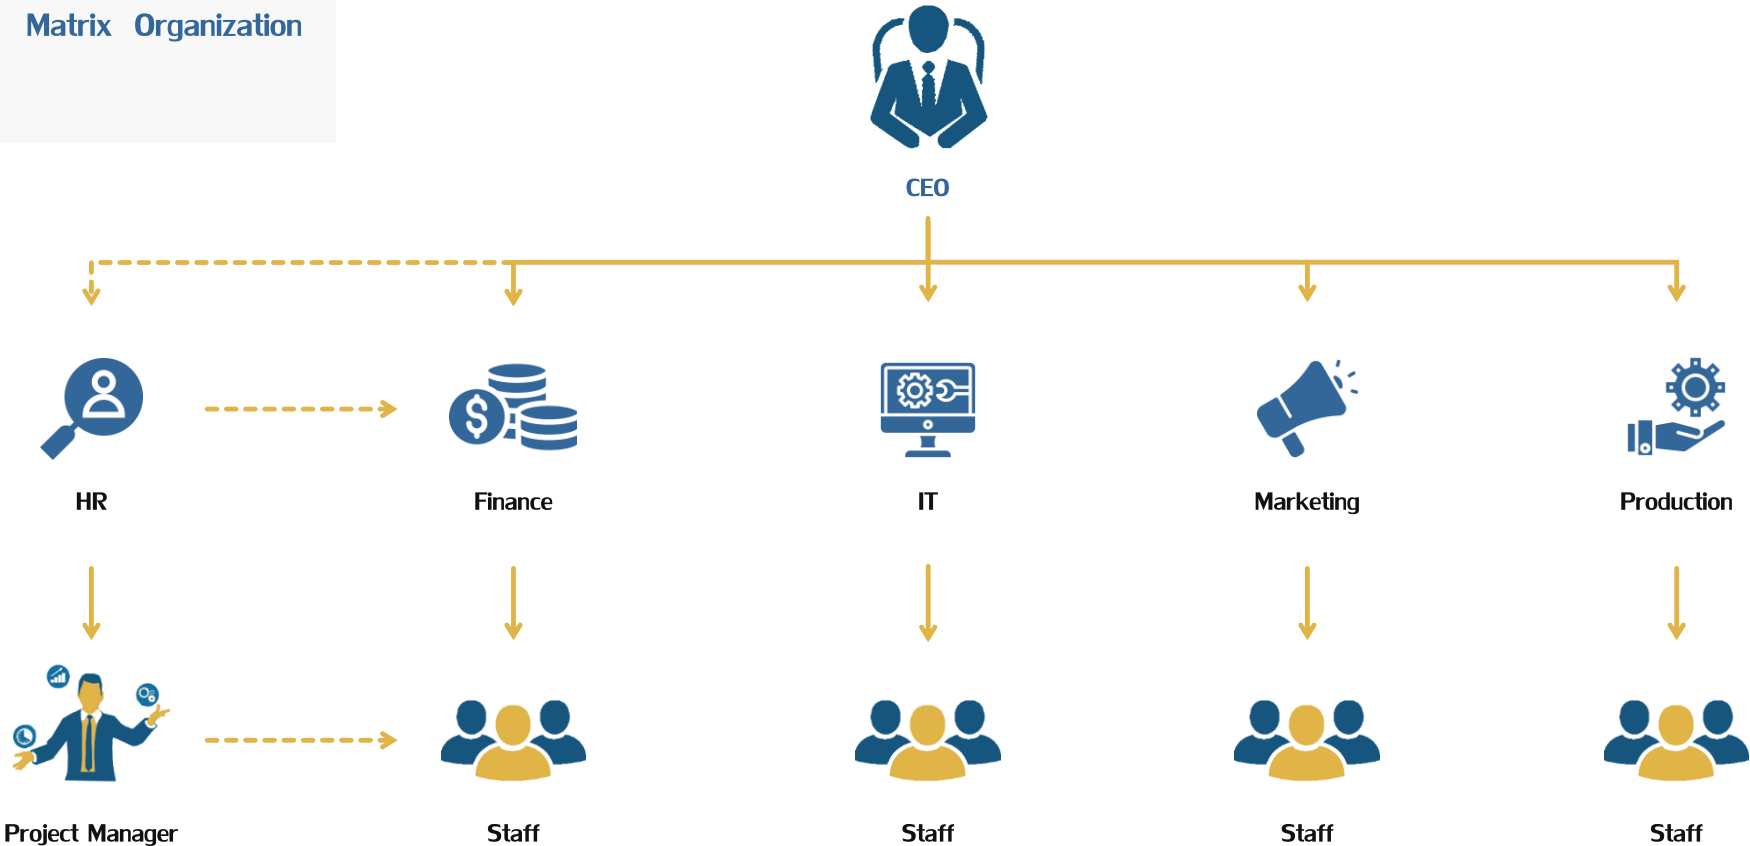 Matrix Organization
CEO
HR
Finance
IT
Marketing
Production
Project Manager
Staff
Staff
Staff
Staff